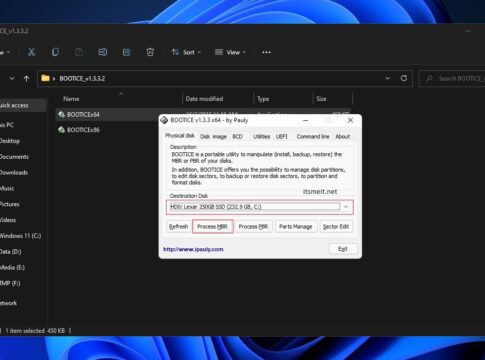 BOOTICE_v1.3.3.2
Sort
View
BOOTICE_v1.3.3.2
Search BOOTICE_v
Name
Date modified
Type
Size
uick access
BOOTICEx64
450 KB
BOOTICEx86
his PC
Desktop
Documents
Downloads
Music
Pictures
Videos
Windows 11 (C:)
Data (D:)
Media (E:)
TMP (F:)
etwork
1 item selected 450 KB
BOOTICE v1.3.3 x64 - by Pauly
Physical disk Disk image BCD Utilities UEFI Command line About
Description
BOOTICE is a portable utility to manipulate (install, backup, restore) the
MBR or PBR of your disks.
In addition, BOOTICE offers you the possibility to manage disk partitions,
to edit disk sectors, to backup or restore disk sectors, to partition and
format disks.
itsmeit.net
Destination Disk
HD0: Lexar 250GB SSD (232.9 GB, C:)
Refresh Process MBR Process PBR Parts Manage Sector Edit
http://www.ipauly.com
Exit